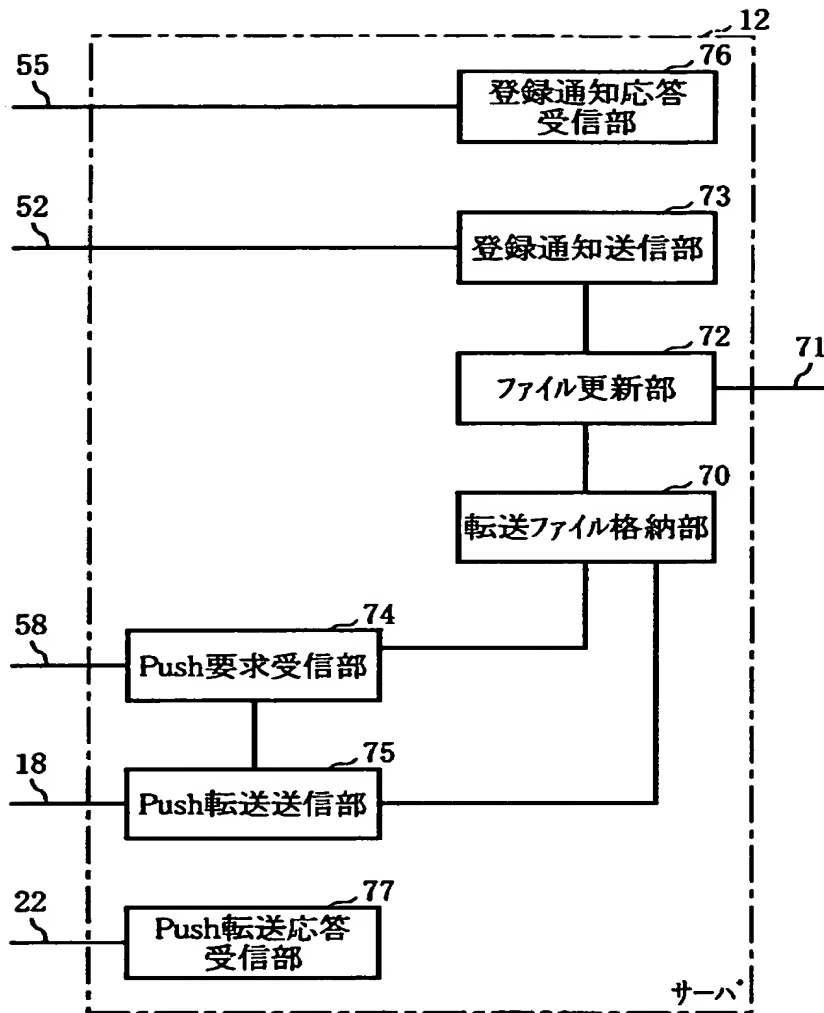 12
55
76
登録通知応答
受信部
52
73
登録通知送信部
72
71
ファイル更新部
70
転送ファイル格納部
58
74
Push要求受信部
18
75
Push転送送信部
22
77
Push転送応答
受信部
サーバ